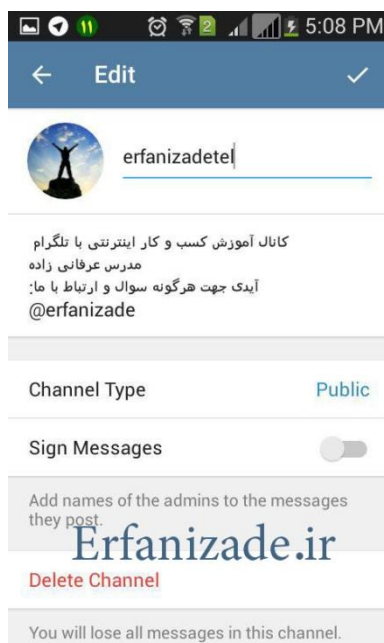 11
2
5:08 PM
Edit
erfanizadetel
کانال آموزش کسب و کار اینترنتی با تلگرام
مدرس عرفانی زاده
آیدی جهت هرگونه سوال و ارتباط با ما:
@erfanizade
Channel Type Public
Sign Messages
Add names of the admins to the messages
they post.
Erfanizade.ir
Delete Channel
You will lose all messages in this channel.